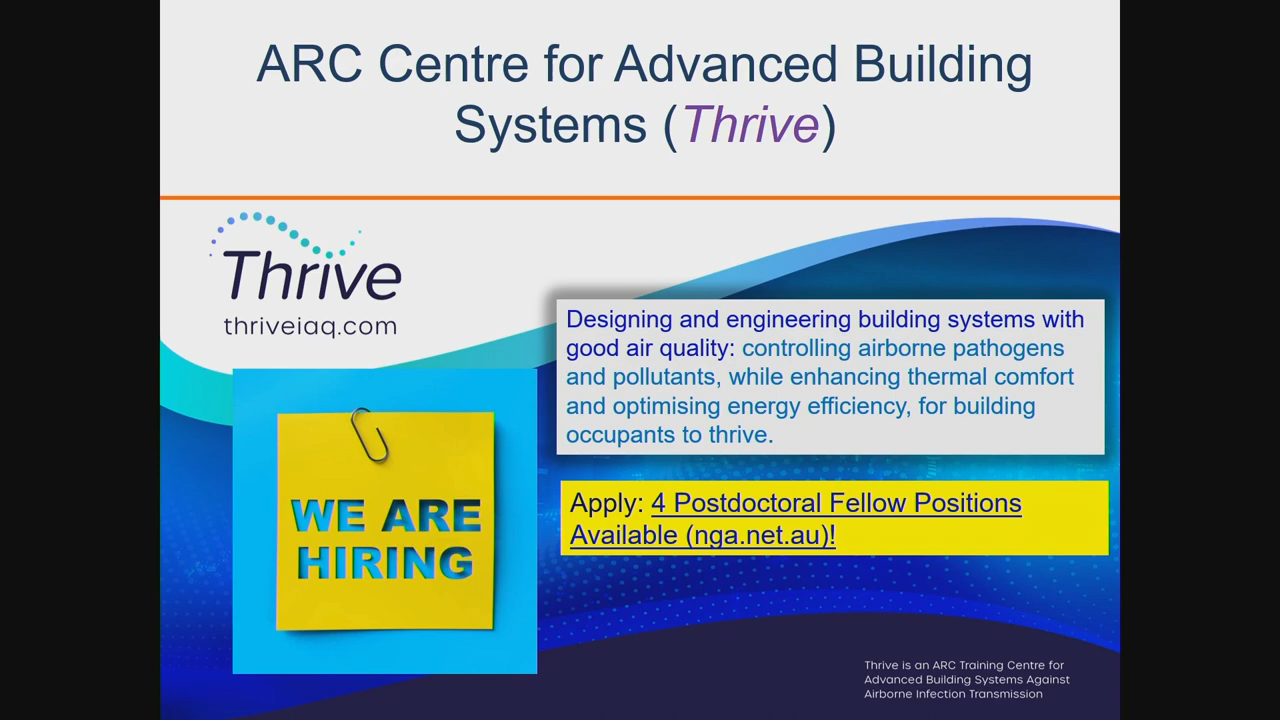 ARC Centre for Advanced Building
Systems (Thrive)
Thrive
thriveiaq.com
Designing and engineering building systems with
good air quality: controlling airborne pathogens
and pollutants, while enhancing thermal comfort
and optimising energy efficiency, for building
occupants to thrive.
WE ARE
HIRING
Apply: 4 Postdoctoral Fellow Positions
Available (nga.net.au)!
Thrive is an ARC Training Centre for
Advanced Building Systems Against
Airborne Infection Transmission